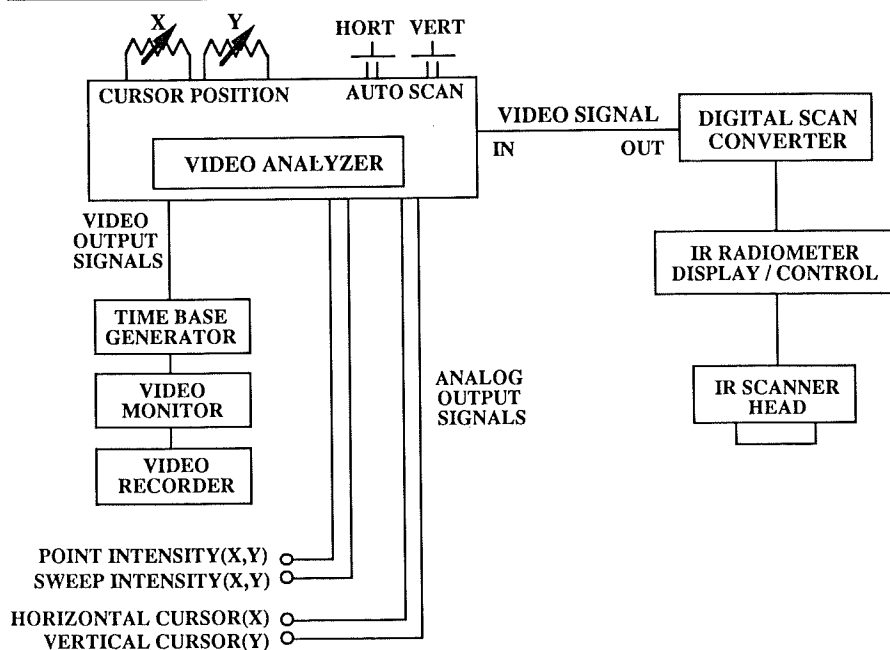 X Y HORT VERT
CURSOR POSITION AUTO SCAN
VIDEO ANALYZER
VIDEO SIGNAL
IN OUT
DIGITAL SCAN
CONVERTER
VIDEO
OUTPUT
SIGNALS
IR RADIOMETER
DISPLAY / CONTROL
TIME BASE
GENERATOR
VIDEO
MONITOR
VIDEO
RECORDER
ANALOG
OUTPUT
SIGNALS
IR SCANNER
HEAD
POINT INTENSITY(X,Y)
SWEEP INTENSITY(X,Y)
HORIZONTAL CURSOR(X)
VERTICAL CURSOR(Y)